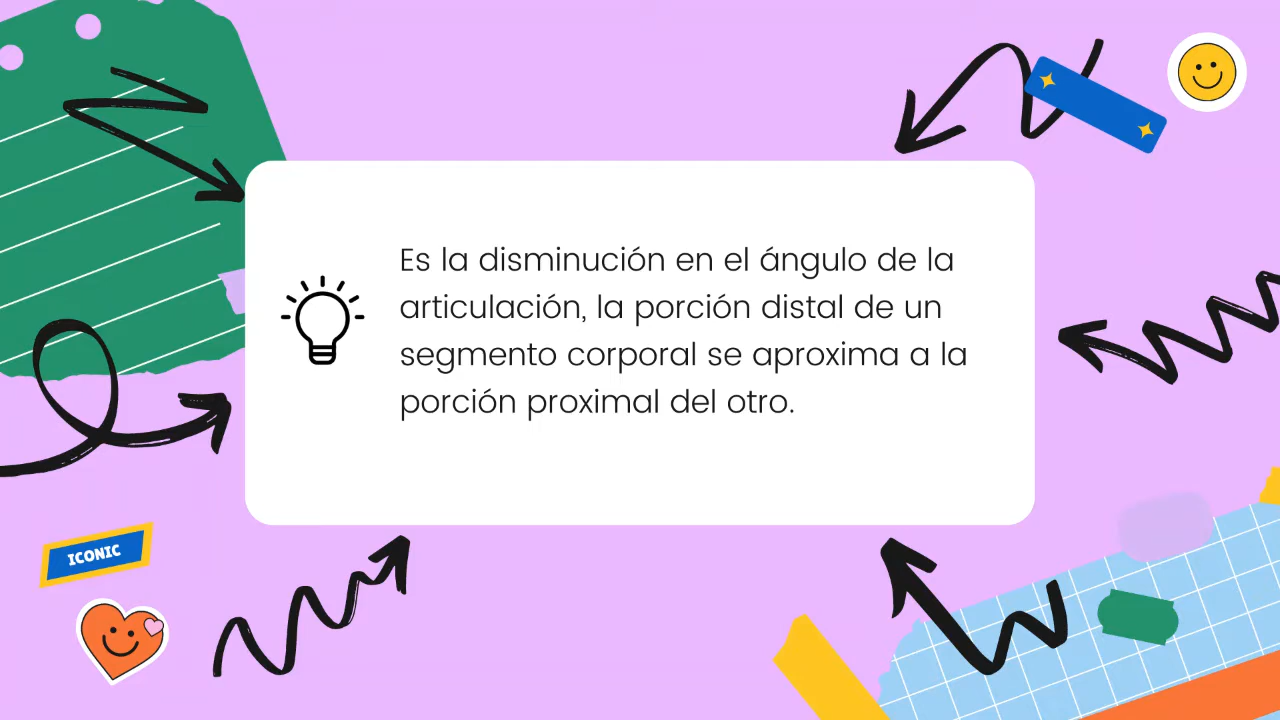 Es la disminución en el ángulo de la
articulación, la porción distal de un
segmento corporal se aproxima a la
porción proximal del otro.
ICONIC